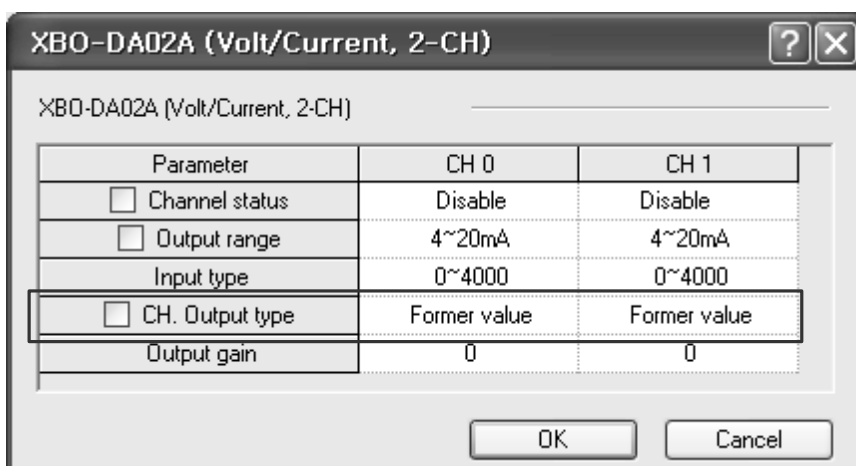 XBO-DA02A (Volt/Current, 2-CH)
XBO-DA02A (Volt/Current, 2-CH)
Parameter CH 0 CH 1
Channel status Disable Disable
Output range 4~20mA 4~20mA
Input type 0~4000 0~4000
CH. Output type Former value Former value
Output gain 0 0
OK Cancel